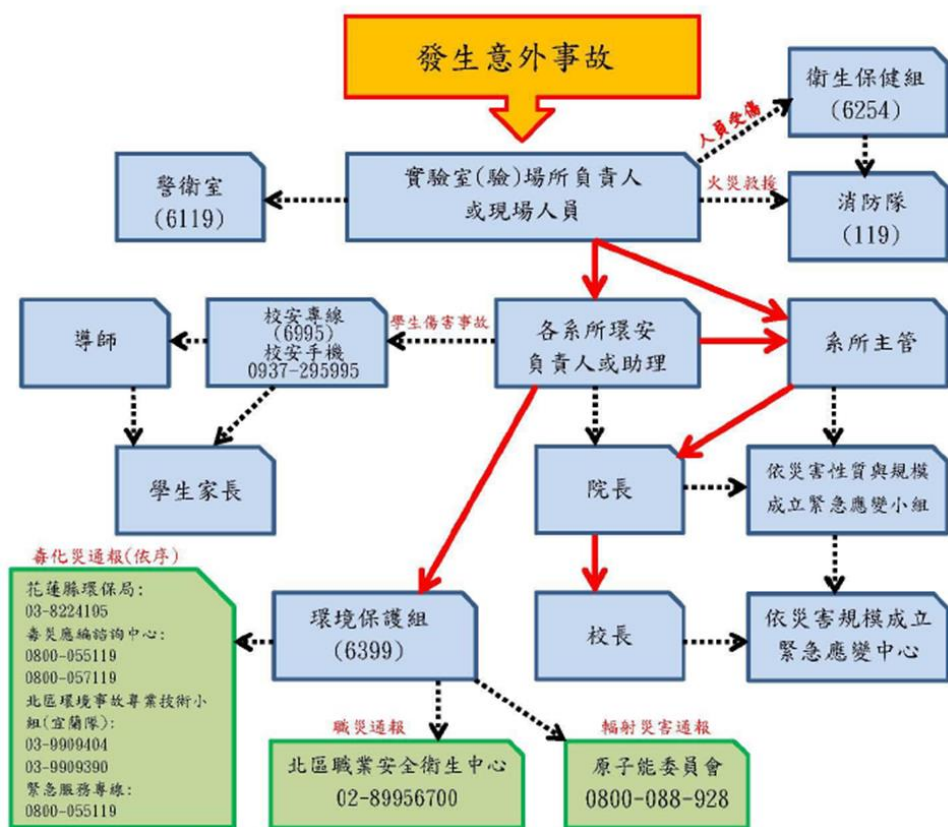 發生意外事故
衛生保健組
(6254)
人員受傷
警衛室
(6119)
實驗室(驗)場所負責人
或現場人員
火災救援
消防隊
(119)
導師
校安專線
(6995)
校安手機
0937-295995
學生傷害事故
各系所環安
負責人或助理
系所主管
學生家長
院長
依災害性質與規模
成立緊急應變小組
毒化災通報(依序)
花蓮縣環保局:
03-8224195
毒災應編諮詢中心:
0800-055119
0800-057119
北區環境事故專業技術小
組(宜蘭隊):
03-9909404
03-9909390
緊急服務專線:
0800-055119
環境保護組
(6399)
校長
依災害規模成立
緊急應變中心
職災通報
北區職業安全衛生中心
02-89956700
輻射災害通報
原子能委員會
0800-088-928